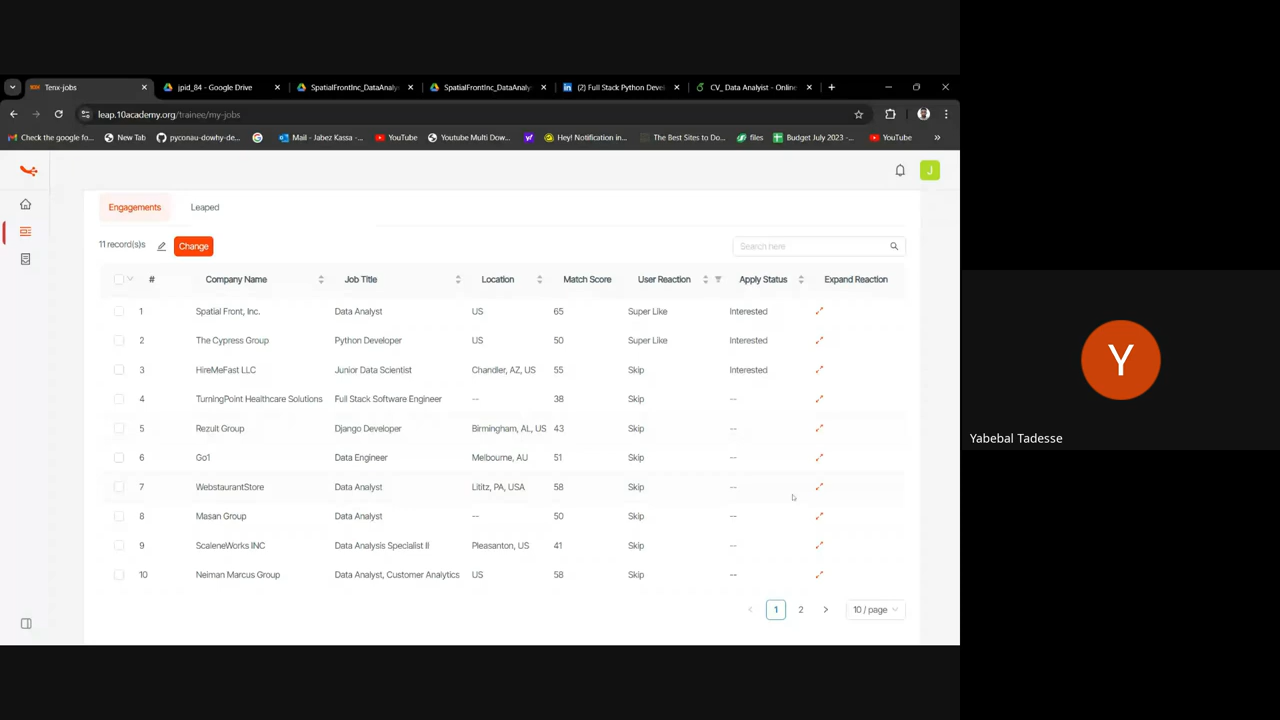 Tenx-jobs
jpid_84 - Google Drive
SpatialFrontInc_DataAnaly
SpatialFrontInc_DataAnaly
(2) Full Stack Python Devel
CV_ Data Analyist - Online
leap.10academy.org/trainee/my-jobs
Check the google fo...
New Tab
pyconau-dowhy-de...
Mail - Jabez Kassa -...
YouTube
Youtube Multi Dow...
Hey! Notification in...
The Best Sites to Do...
files
Budget July 2023 -...
YouTube
J
Engagements Leaped
11 record(s)s Change Search here
# Company Name Job Title Location Match Score User Reaction Apply Status Expand Reaction
1 Spatial Front, Inc. Data Analyst US 65 Super Like Interested
2 The Cypress Group Python Developer US 50 Super Like Interested
3 HireMeFast LLC Junior Data Scientist Chandler, AZ, US 55 Skip Interested
4 TurningPoint Healthcare Solutions Full Stack Software Engineer -- 38 Skip --
5 Rezult Group Django Developer Birmingham, AL, US 43 Skip --
6 Go1 Data Engineer Melbourne, AU 51 Skip --
7 WebstaurantStore Data Analyst Lititz, PA, USA 58 Skip --
8 Masan Group Data Analyst -- 50 Skip --
9 ScaleneWorks INC Data Analysis Specialist II Pleasanton, US 41 Skip --
10 Neiman Marcus Group Data Analyst, Customer Analytics US 58 Skip --
1 2 10 / page
Y
Yabebal Tadesse